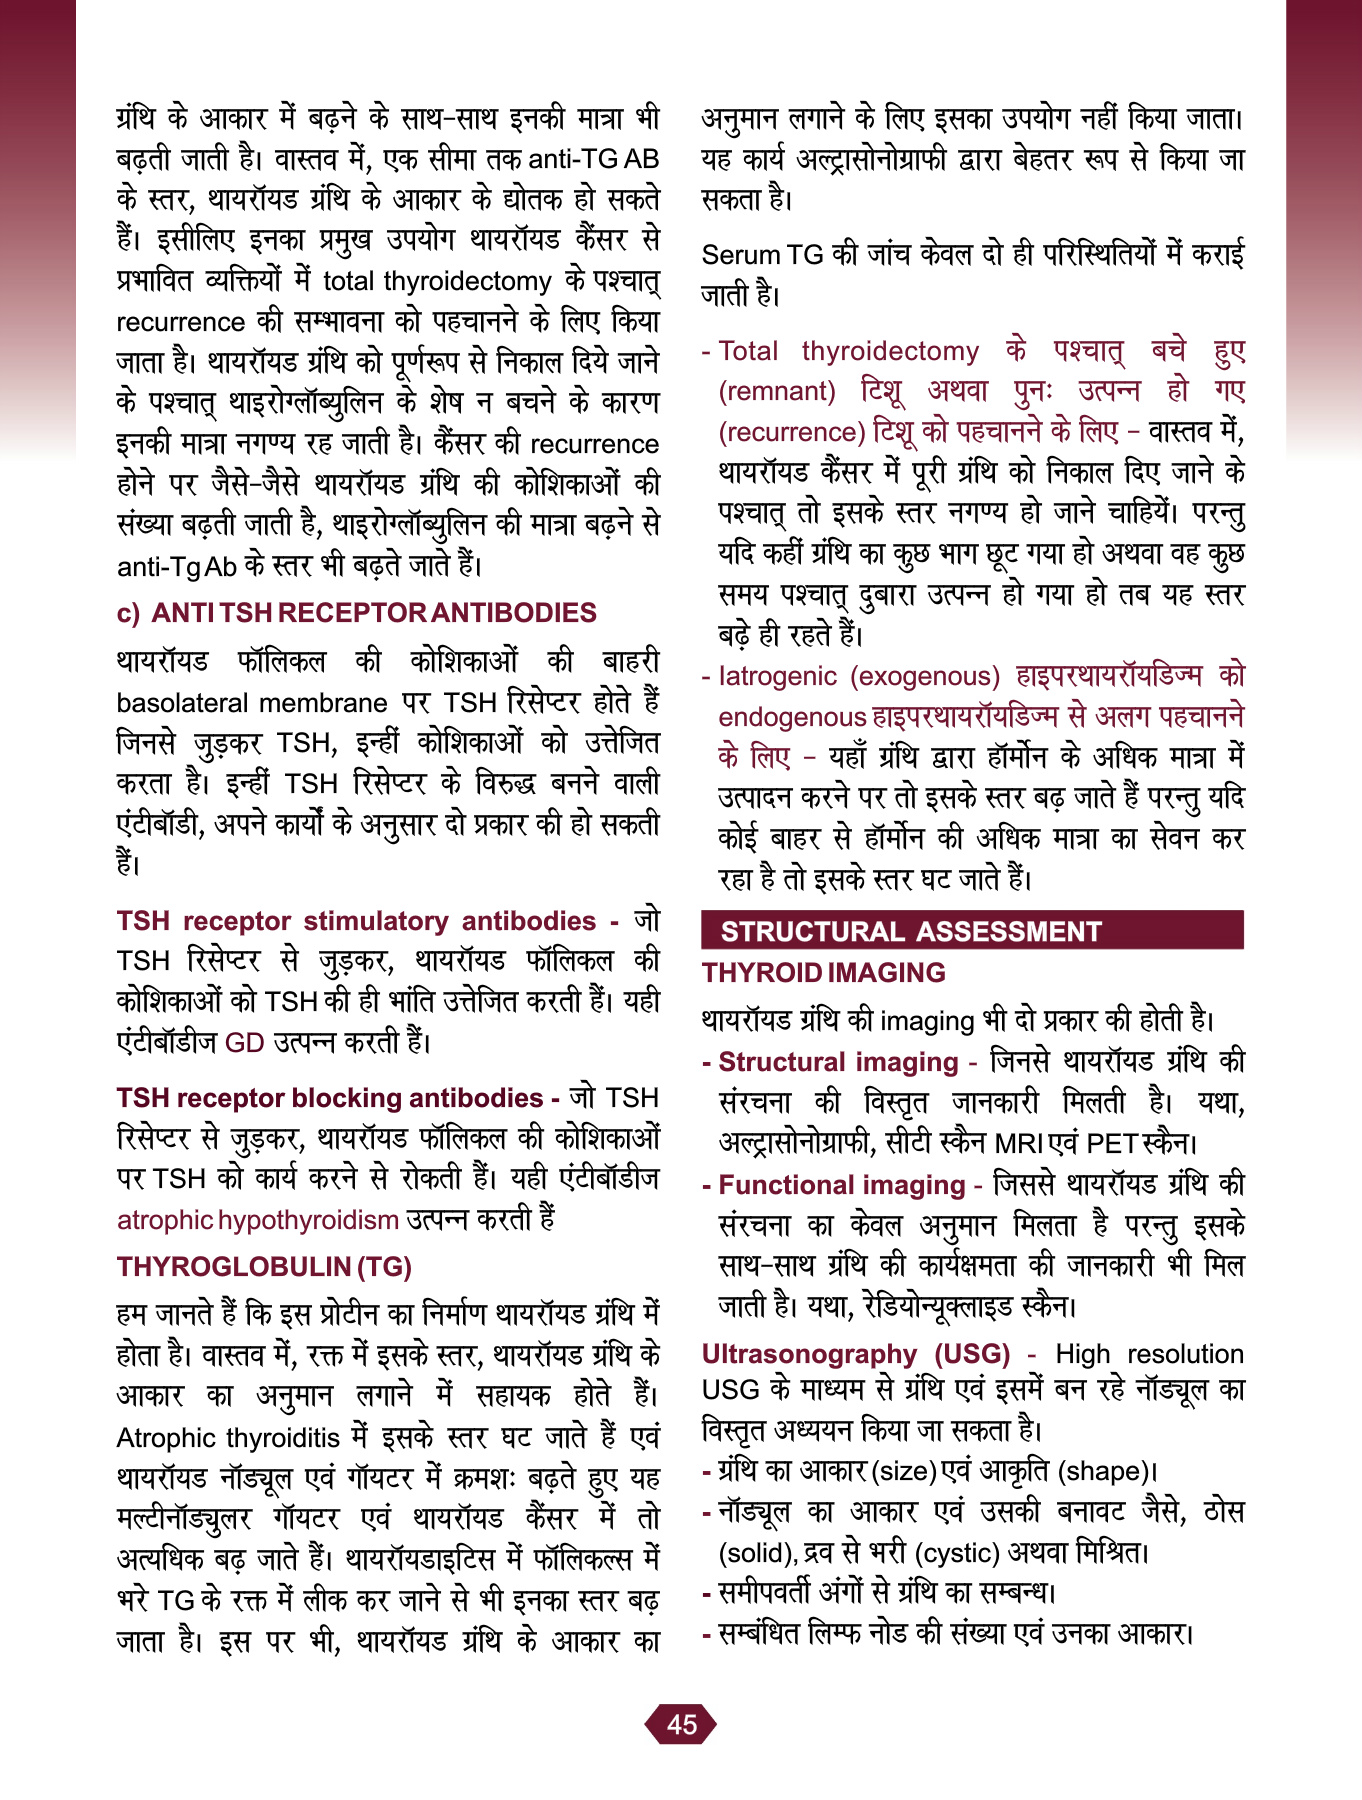 ग्रंथि के आकार में बढ़ने के साथ-साथ इनकी मात्रा भी
बढ़ती जाती है। वास्तव में, एक सीमा तक anti-TG AB
के स्तर, थायरॉयड ग्रंथि के आकार के द्योतक हो सकते
हैं। इसीलिए इनका प्रमुख उपयोग थायरॉयड कैंसर से
प्रभावित व्यक्तियों में total thyroidectomy के पश्चात्
recurrence की सम्भावना को पहचानने के लिए किया
जाता है। थायरॉयड ग्रंथि को पूर्णरूप से निकाल दिये जाने
के पश्चात् थाइरोग्लॉब्युलिन के शेष न बचने के कारण
इनकी मात्रा नगण्य रह जाती है। कैंसर की recurrence
होने पर जैसे-जैसे थायरॉयड ग्रंथि की कोशिकाओं की
संख्या बढ़ती जाती है, थाइरोग्लॉब्युलिन की मात्रा बढ़ने से
anti-Tg Ab के स्तर भी बढ़ते जाते हैं।
c) ANTI TSH RECEPTOR ANTIBODIES
थायरॉयड फॉलिकल की कोशिकाओं की बाहरी
basolateral membrane पर TSH रिसेप्टर होते हैं
जिनसे जुड़कर TSH, इन्हीं कोशिकाओं को उत्तेजित
करता है। इन्हीं TSH रिसेप्टर के विरुद्ध बनने वाली
एंटीबॉडी, अपने कार्यों के अनुसार दो प्रकार की हो सकती
हैं।
TSH receptor stimulatory antibodies - जो
TSH रिसेप्टर से जुड़कर, थायरॉयड फॉलिकल की
कोशिकाओं को TSH की ही भांति उत्तेजित करती हैं। यही
एंटीबॉडीज GD उत्पन्न करती हैं।
TSH receptor blocking antibodies - जो TSH
रिसेप्टर से जुड़कर, थायरॉयड फॉलिकल की कोशिकाओं
पर TSH को कार्य करने से रोकती हैं। यही एंटीबॉडीज
atrophic hypothyroidism उत्पन्न करती हैं
THYROGLOBULIN (TG)
हम जानते हैं कि इस प्रोटीन का निर्माण थायरॉयड ग्रंथि में
होता है। वास्तव में, रक्त में इसके स्तर, थायरॉयड ग्रंथि के
आकार का अनुमान लगाने में सहायक होते हैं।
Atrophic thyroiditis में इसके स्तर घट जाते हैं एवं
थायरॉयड नॉड्यूल एवं गॉयटर में क्रमशः बढ़ते हुए यह
मल्टीनॉड्युलर गॉयटर एवं थायरॉयड कैंसर में तो
अत्यधिक बढ़ जाते हैं। थायरॉयडाइटिस में फॉलिकल्स में
भरे TG के रक्त में लीक कर जाने से भी इनका स्तर बढ़
जाता है। इस पर भी, थायरॉयड ग्रंथि के आकार का
अनुमान लगाने के लिए इसका उपयोग नहीं किया जाता।
यह कार्य अल्ट्रासोनोग्राफी द्वारा बेहतर रूप से किया जा
सकता है।
Serum TG की जांच केवल दो ही परिस्थितियों में कराई
जाती है।
- Total thyroidectomy के पश्चात् बचे हुए
(remnant) टिशू अथवा पुनः उत्पन्न हो गए
(recurrence) टिशू को पहचानने के लिए – वास्तव में,
थायरॉयड कैंसर में पूरी ग्रंथि को निकाल दिए जाने के
पश्चात् तो इसके स्तर नगण्य हो जाने चाहियें। परन्तु
यदि कहीं ग्रंथि का कुछ भाग छूट गया हो अथवा वह कुछ
समय पश्चात् दुबारा उत्पन्न हो गया हो तब यह स्तर
बढ़े ही रहते हैं।
- Iatrogenic (exogenous) हाइपरथायरॉयडिज्म को
endogenous हाइपरथायरॉयडिज्म से अलग पहचानने
के लिए – यहाँ ग्रंथि द्वारा हॉर्मोन के अधिक मात्रा में
उत्पादन करने पर तो इसके स्तर बढ़ जाते हैं परन्तु यदि
कोई बाहर से हॉर्मोन की अधिक मात्रा का सेवन कर
रहा है तो इसके स्तर घट जाते हैं।
STRUCTURAL ASSESSMENT
THYROID IMAGING
थायरॉयड ग्रंथि की imaging भी दो प्रकार की होती है।
- Structural imaging - जिनसे थायरॉयड ग्रंथि की
संरचना की विस्तृत जानकारी मिलती है। यथा,
अल्ट्रासोनोग्राफी, सीटी स्कैन MRI एवं PET स्कैन।
- Functional imaging - जिससे थायरॉयड ग्रंथि की
संरचना का केवल अनुमान मिलता है परन्तु इसके
साथ-साथ ग्रंथि की कार्यक्षमता की जानकारी भी मिल
जाती है। यथा, रेडियोन्यूक्लाइड स्कैन।
Ultrasonography (USG) - High resolution
USG के माध्यम से ग्रंथि एवं इसमें बन रहे नॉड्यूल का
विस्तृत अध्ययन किया जा सकता है।
- ग्रंथि का आकार (size) एवं आकृति (shape)।
- नॉड्यूल का आकार एवं उसकी बनावट जैसे, ठोस
(solid), द्रव से भरी (cystic) अथवा मिश्रित।
- समीपवर्ती अंगों से ग्रंथि का सम्बन्ध।
- सम्बंधित लिम्फ नोड की संख्या एवं उनका आकार।
45